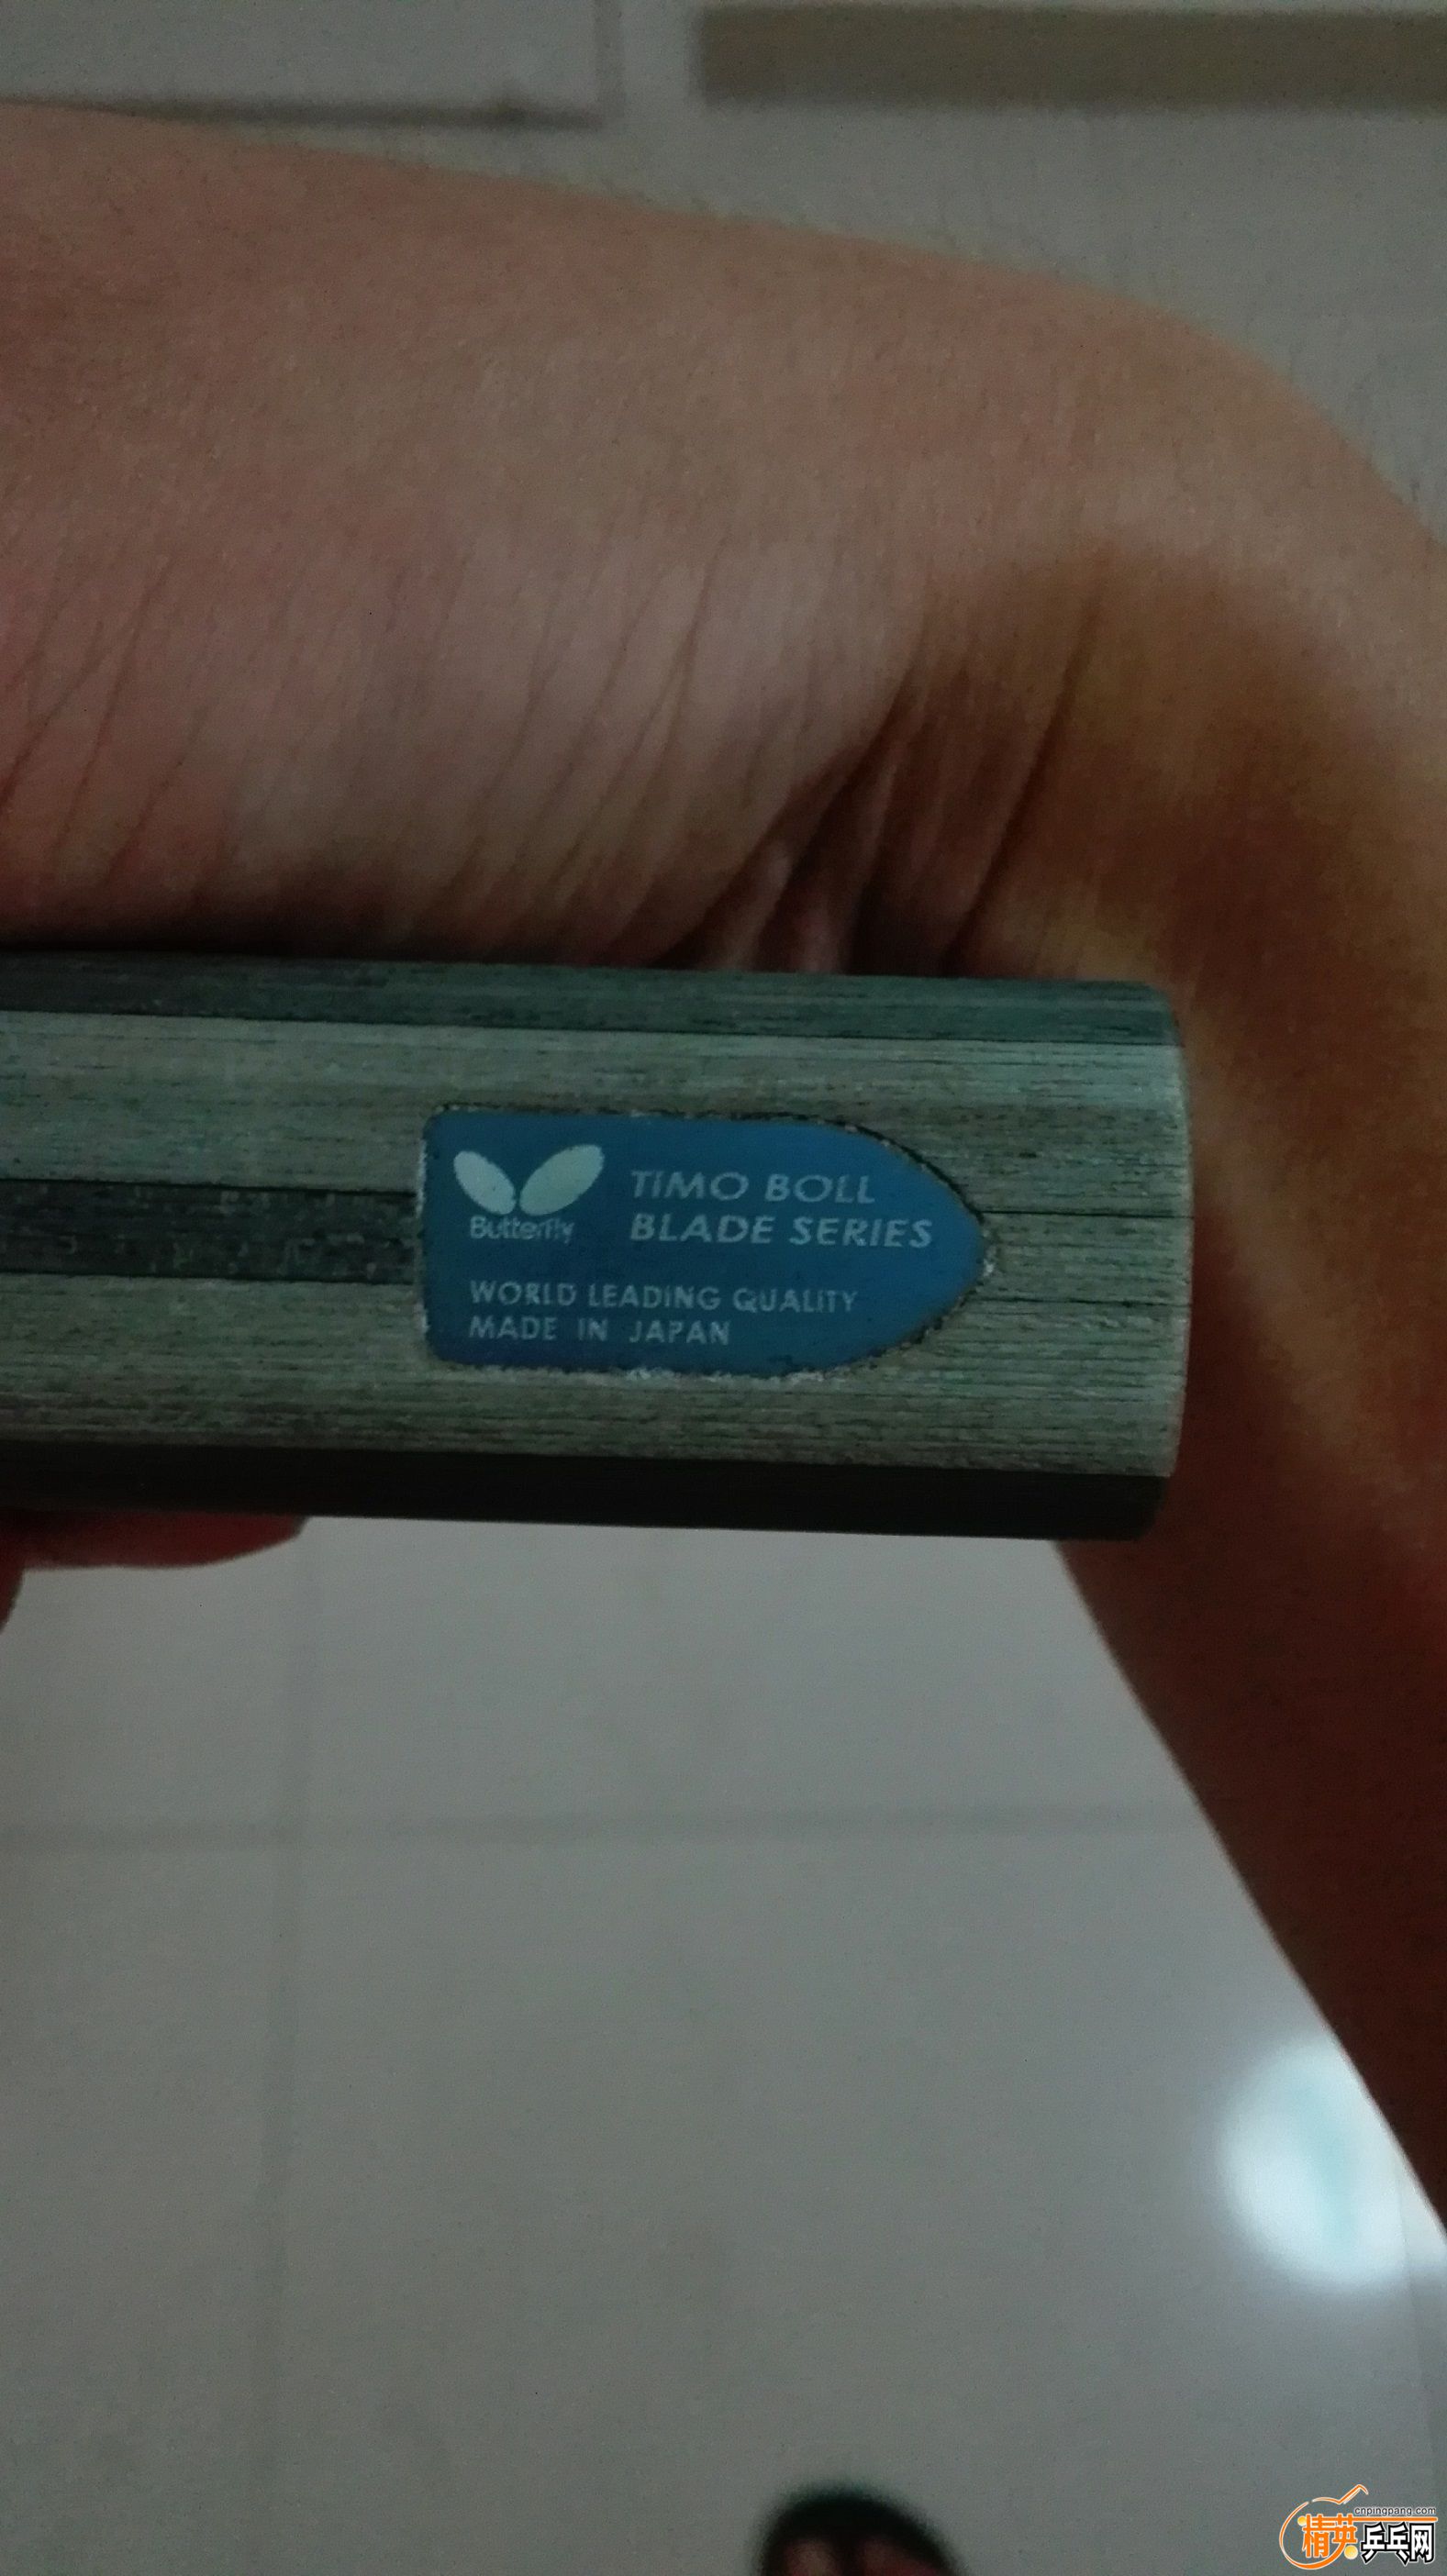 Butterfly
TIMO BOLL
BLADE SERIES
WORLD LEADING QUALITY
MADE IN JAPAN
cnpingpang.com
精英乒乓网